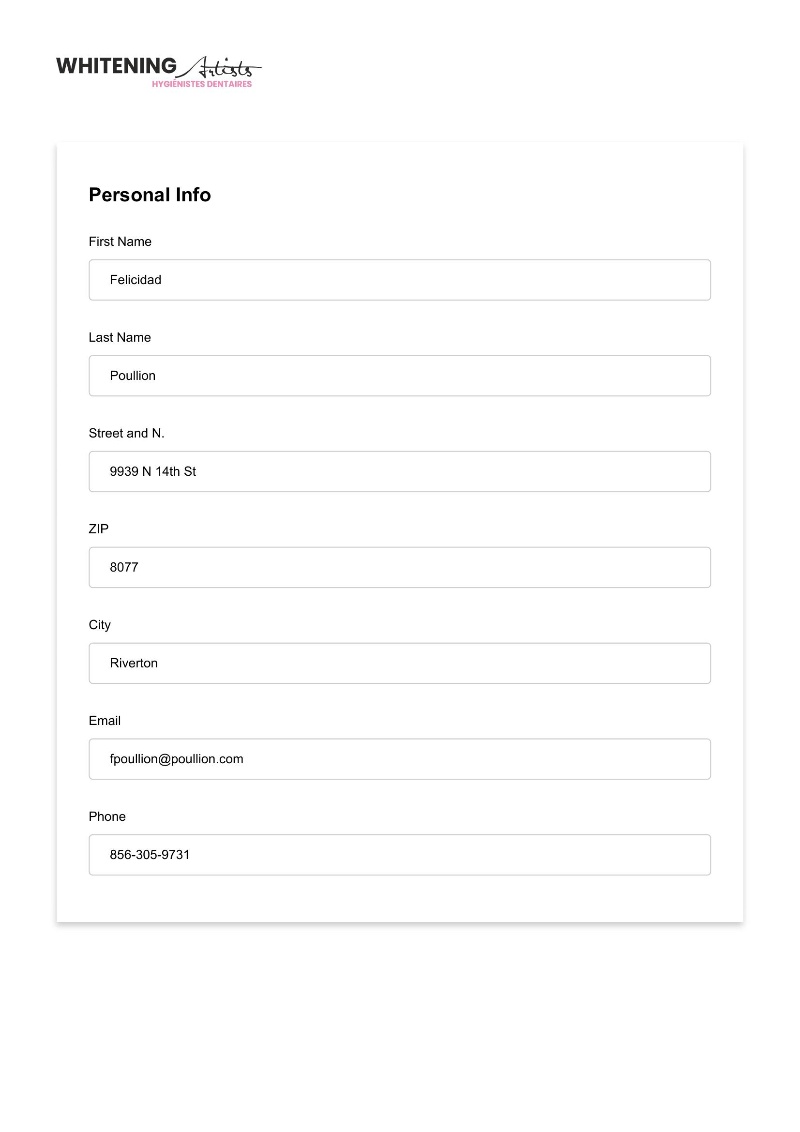 WHITENING Artists
HYGIÉNISTES DENTAIRES
Personal Info
First Name
Felicidad
Last Name
Poullion
Street and N.
9939 N 14th St
ZIP
8077
City
Riverton
Email
fpoullion@poullion.com
Phone
856-305-9731